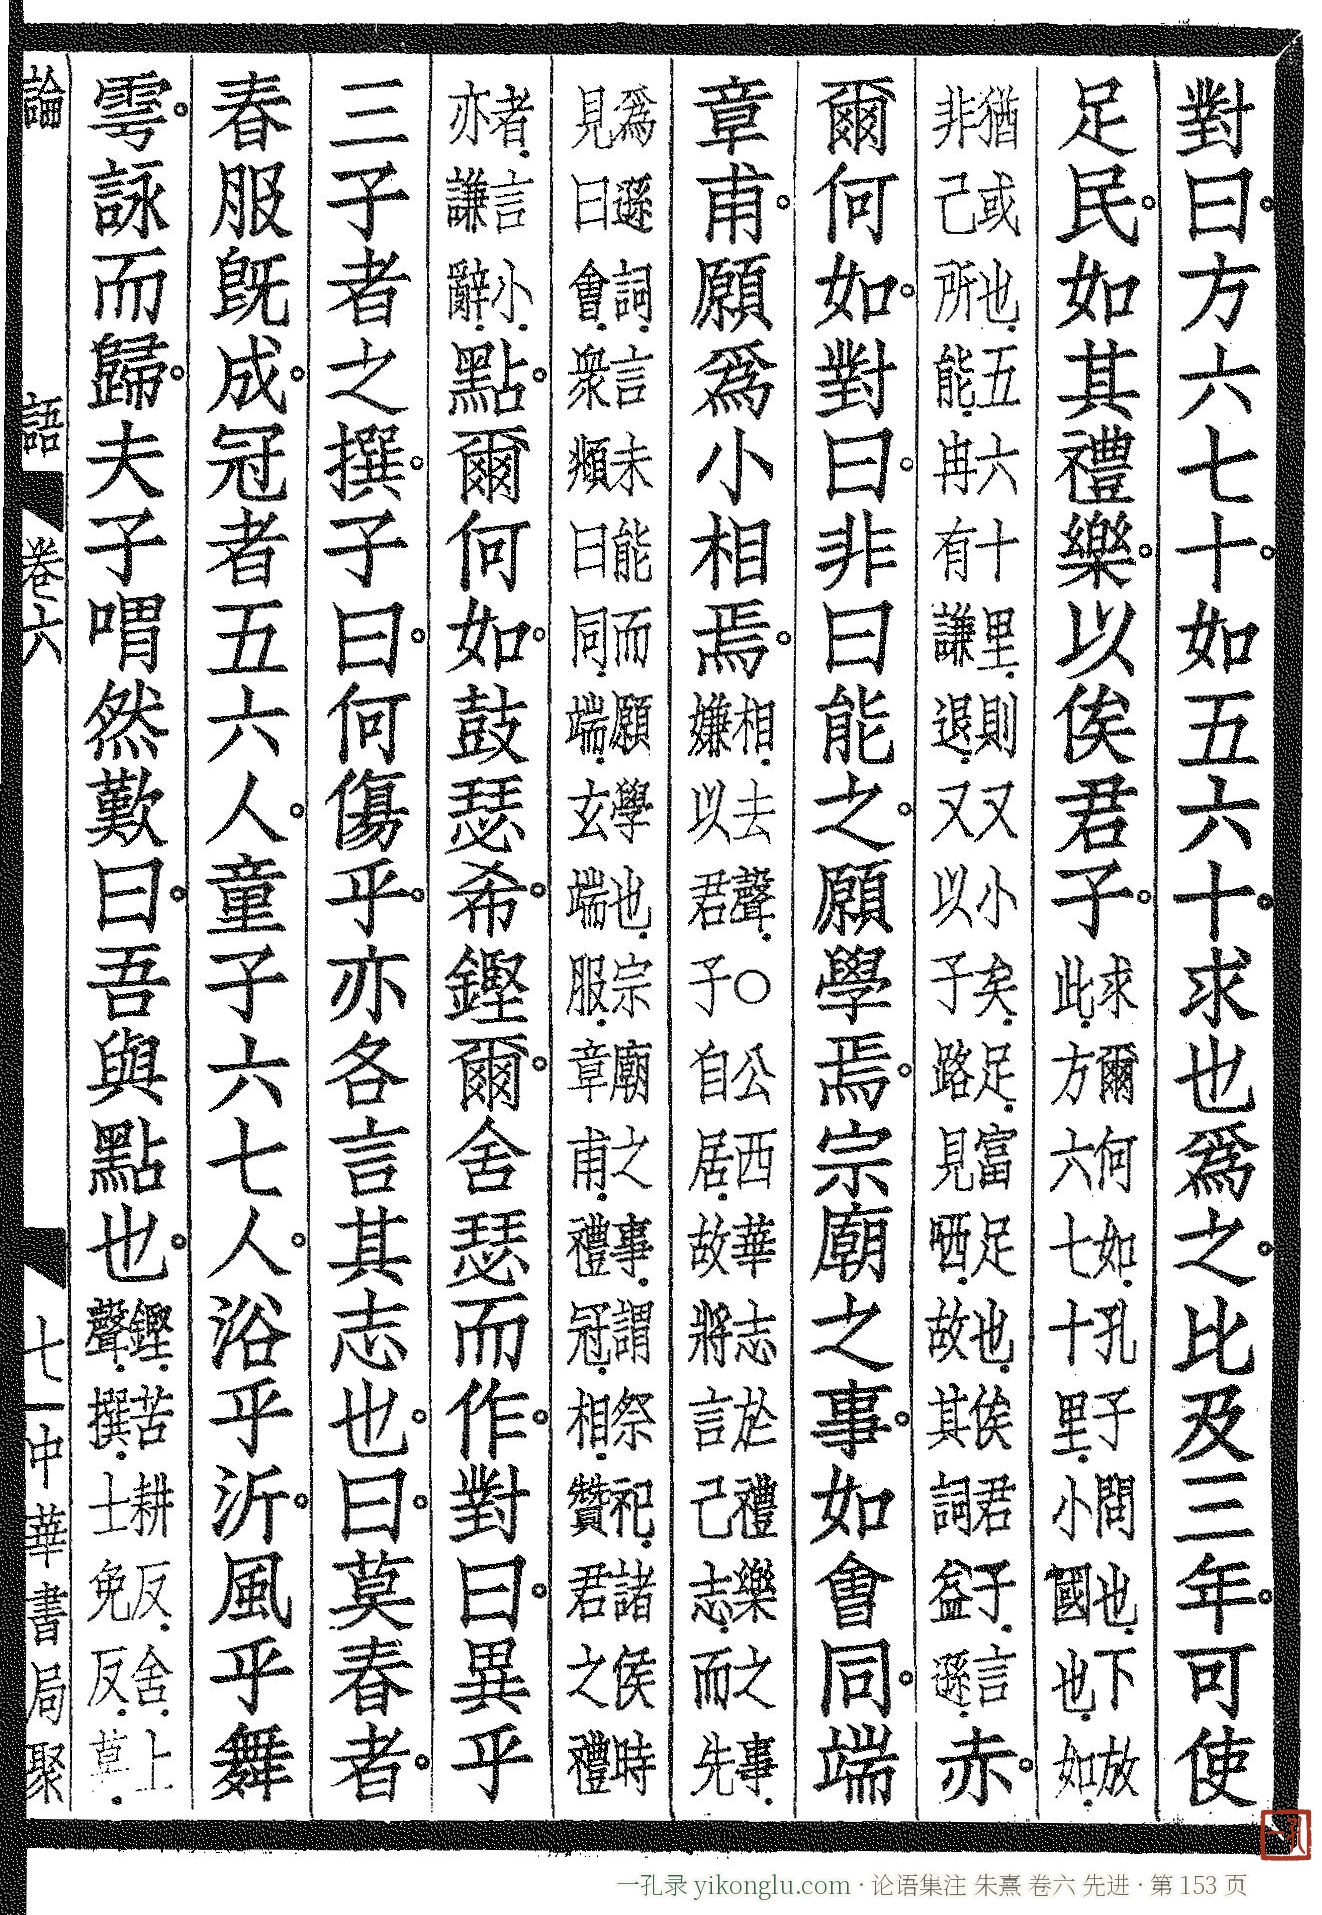 對曰。方六七十。如五六十。求也爲之。比及三年。可使
足民。如其禮樂。以俟君子。求爾何如。孔子問也。下放此。方六七十里。小國也。如。
猶或也。五六十里。則又小矣。足。富足也。俟君子。言非己所能。冉有謙退。又以子路見哂。故其詞益遜。赤。
爾何如。對曰。非曰能之。願學焉。宗廟之事。如會同。端
章甫。願爲小相焉。相。去聲。○公西華志於禮樂之事。嫌以君子自居。故將言己志。而先
爲遜詞。言未能而願學也。宗廟之事。謂祭祀。諸侯時見曰會。衆頫曰同。端。玄端服。章甫。禮冠。相。贊君之禮
者。言小。亦謙辭。點。爾何如。鼓瑟希。鏗爾。舍瑟而作。對曰。異乎
三子者之撰。子曰。何傷乎。亦各言其志也。曰。莫春者。
春服旣成。冠者五六人。童子六七人。浴乎沂。風乎舞
雩。詠而歸。夫子喟然歎曰。吾與點也。鏗。苦耕反。舍。上聲。撰。士免反。莫。
論語 卷六 七一中華書局聚
一孔录 yikonglu.com · 论语集注 朱熹 卷六 先进 · 第 153 页